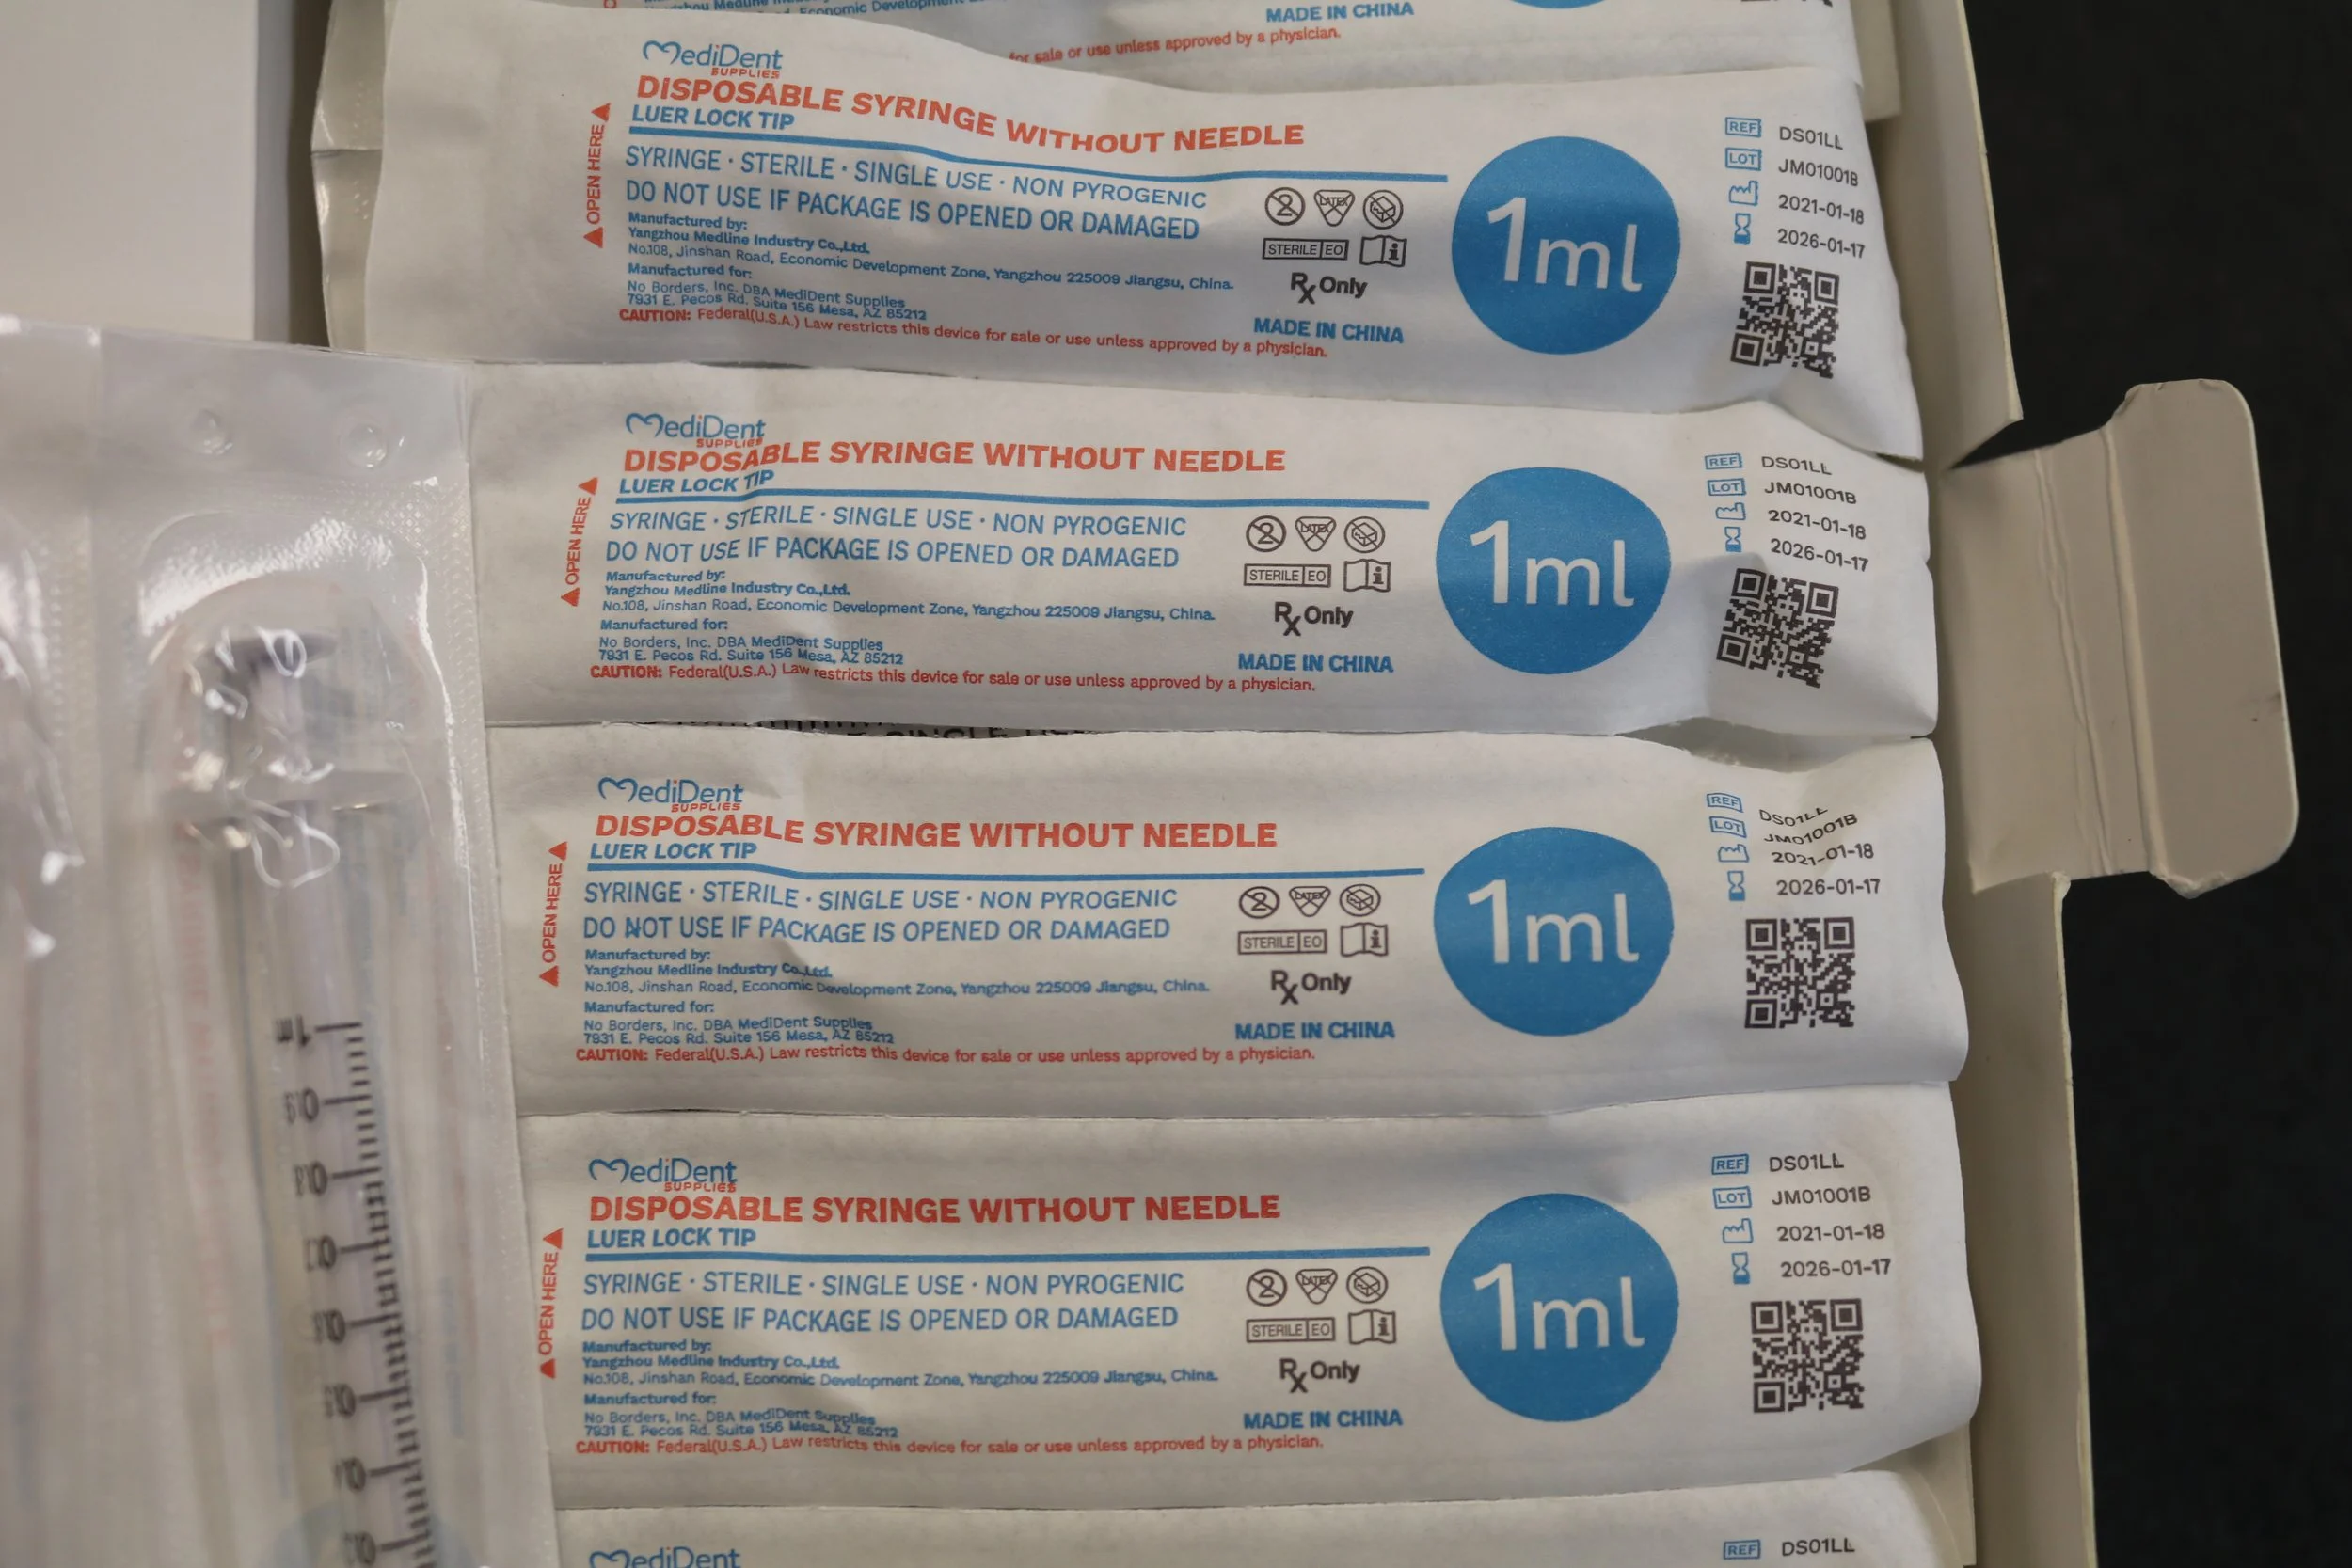 Economic Development
MADE IN CHINA
for sale or use unless approved by a physician.
MediDent
SUPPLIES
DISPOSABLE SYRINGE WITHOUT NEEDLE
LUER LOCK TIP
OPEN HERE
SYRINGE · STERILE · SINGLE USE · NON PYROGENIC
DO NOT USE IF PACKAGE IS OPENED OR DAMAGED
Manufactured by:
Yangzhou Medline Industry Co.,Ltd.
No.108, Jinshan Road, Economic Development Zone, Yangzhou 225009 Jiangsu, China.
Manufactured for:
No Borders, Inc. DBA MediDent Supplies
7931 E. Pecos Rd. Suite 156 Mesa, AZ 85212
CAUTION: Federal(U.S.A.) Law restricts this device for sale or use unless approved by a physician.
2 LATEX
STERILE EO
Rx Only
MADE IN CHINA
1ml
REF DS01LL
LOT JM01001B
2021-01-18
2026-01-17
MediDent
SUPPLIES
DISPOSABLE SYRINGE WITHOUT NEEDLE
LUER LOCK TIP
OPEN HERE
SYRINGE · STERILE · SINGLE USE · NON PYROGENIC
DO NOT USE IF PACKAGE IS OPENED OR DAMAGED
Manufactured by:
Yangzhou Medline Industry Co.,Ltd.
No.108, Jinshan Road, Economic Development Zone, Yangzhou 225009 Jiangsu, China.
Manufactured for:
No Borders, Inc. DBA MediDent Supplies
7931 E. Pecos Rd. Suite 156 Mesa, AZ 85212
CAUTION: Federal(U.S.A.) Law restricts this device for sale or use unless approved by a physician.
2 LATEX
STERILE EO
Rx Only
MADE IN CHINA
1ml
REF DS01LL
LOT JM01001B
2021-01-18
2026-01-17
MediDent
SUPPLIES
DISPOSABLE SYRINGE WITHOUT NEEDLE
LUER LOCK TIP
OPEN HERE
SYRINGE · STERILE · SINGLE USE · NON PYROGENIC
DO NOT USE IF PACKAGE IS OPENED OR DAMAGED
Manufactured by:
Yangzhou Medline Industry Co.,Ltd.
No.108, Jinshan Road, Economic Development Zone, Yangzhou 225009 Jiangsu, China.
Manufactured for:
No Borders, Inc. DBA MediDent Supplies
7931 E. Pecos Rd. Suite 156 Mesa, AZ 85212
CAUTION: Federal(U.S.A.) Law restricts this device for sale or use unless approved by a physician.
2 LATEX
STERILE EO
Rx Only
MADE IN CHINA
1ml
REF DS01LL
LOT JM01001B
2021-01-18
2026-01-17
MediDent
SUPPLIES
DISPOSABLE SYRINGE WITHOUT NEEDLE
LUER LOCK TIP
OPEN HERE
SYRINGE · STERILE · SINGLE USE · NON PYROGENIC
DO NOT USE IF PACKAGE IS OPENED OR DAMAGED
Manufactured by:
Yangzhou Medline Industry Co.,Ltd.
No.108, Jinshan Road, Economic Development Zone, Yangzhou 225009 Jiangsu, China.
Manufactured for:
No Borders, Inc. DBA MediDent Supplies
7931 E. Pecos Rd. Suite 156 Mesa, AZ 85212
CAUTION: Federal(U.S.A.) Law restricts this device for sale or use unless approved by a physician.
2 LATEX
STERILE EO
Rx Only
MADE IN CHINA
1ml
REF DS01LL
LOT JM01001B
2021-01-18
2026-01-17
MediDent
REF DS01LL